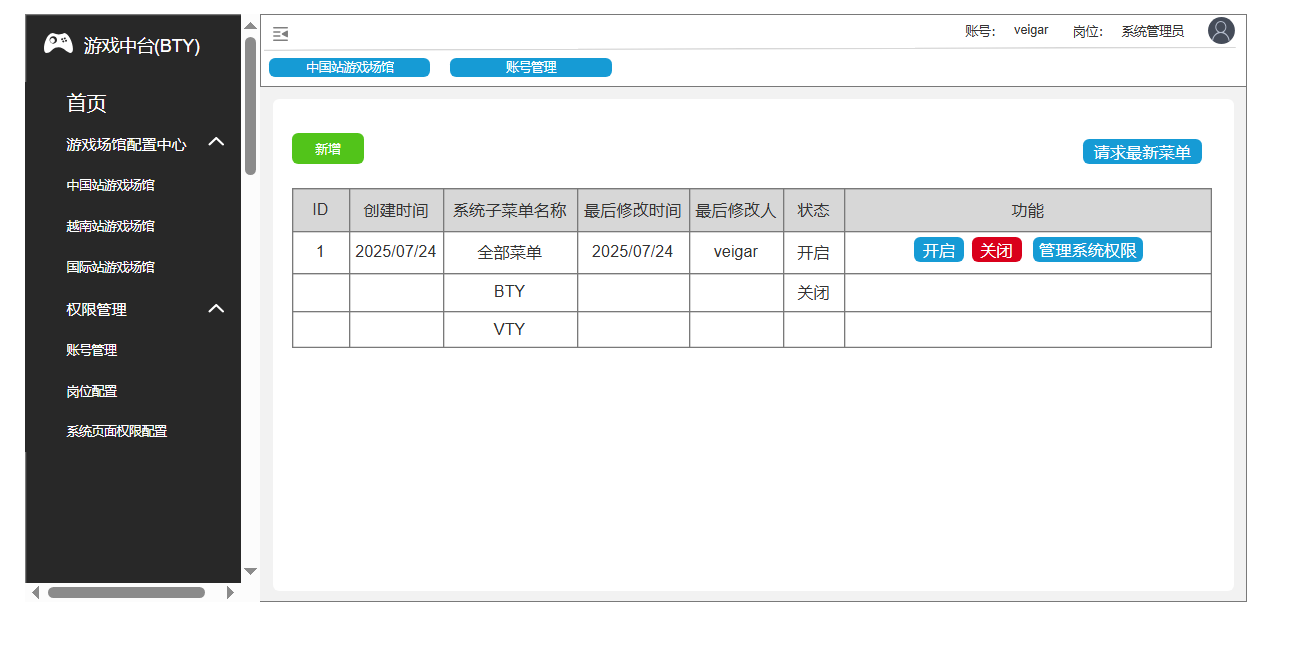 游戏中台(BTY)
首页
游戏场馆配置中心
中国站游戏场馆
越南站游戏场馆
国际站游戏场馆
权限管理
账号管理
岗位配置
系统页面权限配置
账号: veigar 岗位: 系统管理员
中国站游戏场馆 账号管理
新增
请求最新菜单
ID 创建时间 系统子菜单名称 最后修改时间 最后修改人 状态 功能
1 2025/07/24 全部菜单 2025/07/24 veigar 开启 开启 关闭 管理系统权限
BTY 关闭
VTY